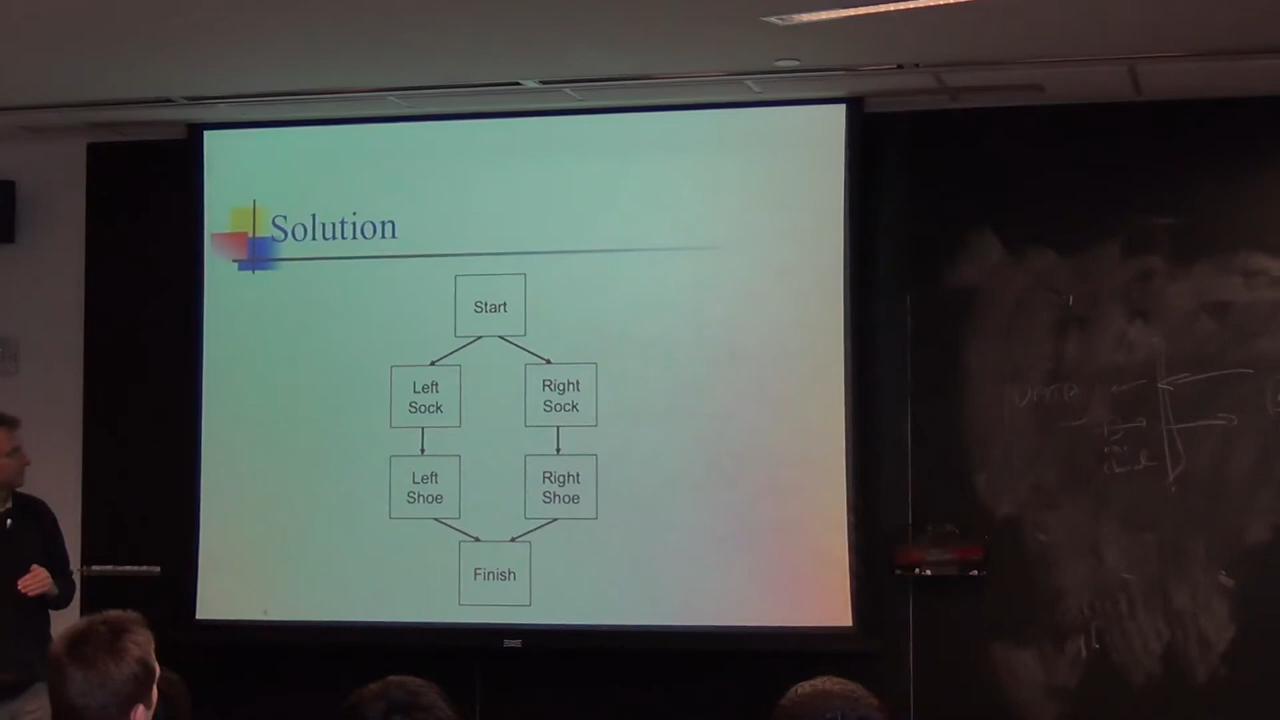 Solution
Start
Left
Sock
Right
Sock
Left
Shoe
Right
Shoe
Finish